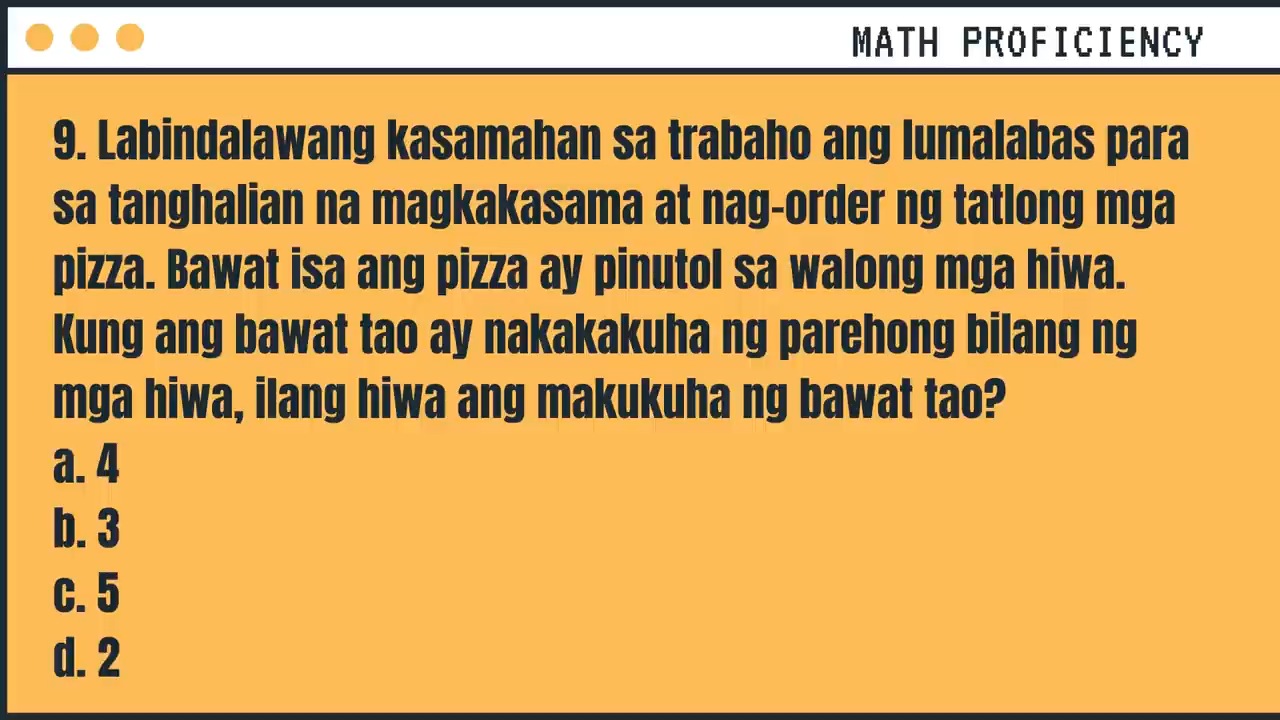 MATH PROFICIENCY
9. Labindalawang kasamahan sa trabaho ang lumalabas para
sa tanghalian na magkakasama at nag-order ng tatlong mga
pizza. Bawat isa ang pizza ay pinutol sa walong mga hiwa.
Kung ang bawat tao ay nakakakuha ng parehong bilang ng
mga hiwa, ilang hiwa ang makukuha ng bawat tao?
a. 4
b. 3
c. 5
d. 2